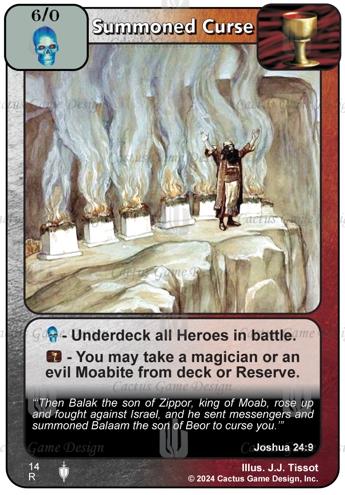 6/0
Summoned Curse
- Underdeck all Heroes in battle.
- You may take a magician or an
evil Moabite from deck or Reserve.
"'Then Balak the son of Zippor, king of Moab, rose up
and fought against Israel, and he sent messengers and
summoned Balaam the son of Beor to curse you.'"
Joshua 24:9
14
R
Illus. J.J. Tissot
© 2024 Cactus Game Design, Inc.
Cactus Game Design